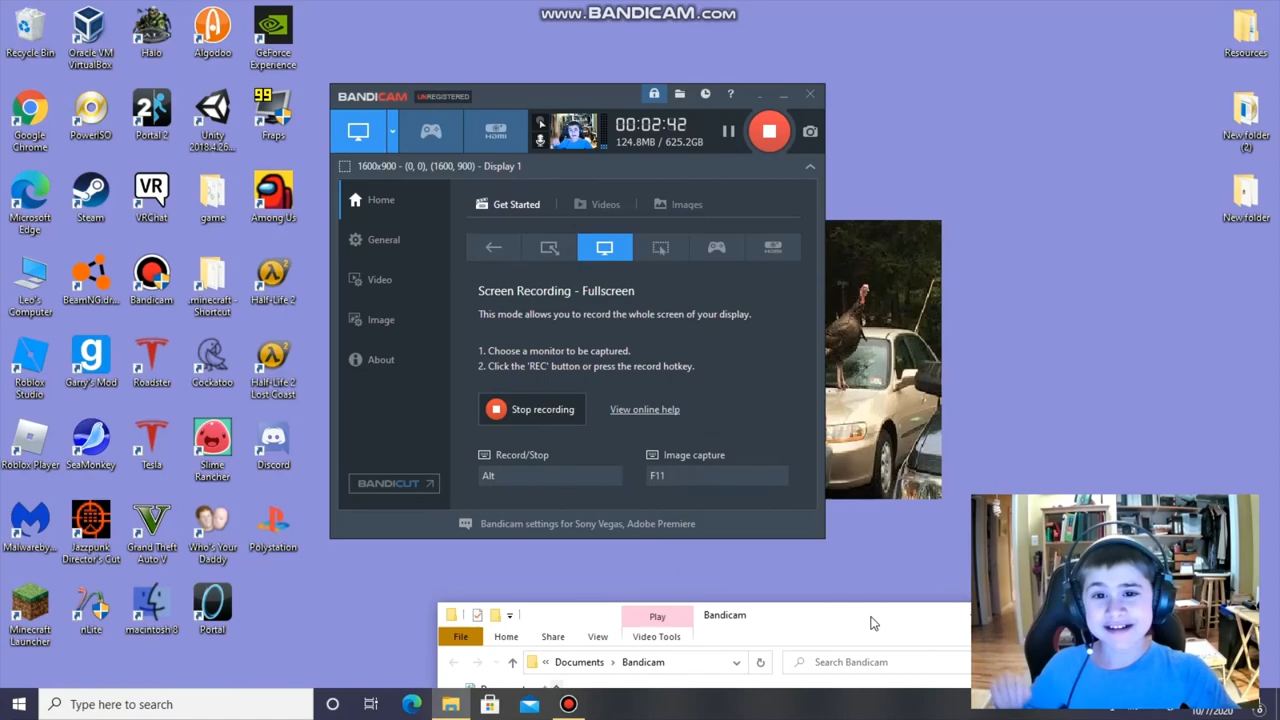 www.BANDICAM.com
Recycle Bin
Oracle VM VirtualBox
Halo
Algodoo
GeForce Experience
Resources
BANDICAM UNREGISTERED
00:02:42
124.8MB / 625.2GB
HDMI
1600x900 - (0, 0), (1600, 900) - Display 1
Google Chrome
PowerISO
Portal 2
Unity 2018.4.26...
99
Fraps
New folder (2)
Home
Get Started
Videos
Images
Microsoft Edge
Steam
VR
VRChat
game
Among Us
New folder
General
HDMI
Video
Screen Recording - Fullscreen
This mode allows you to record the whole screen of your display.
Leo's Computer
BeamNG.dr...
Bandicam
.minecraft - Shortcut
Half-Life 2
Image
1. Choose a monitor to be captured.
2. Click the 'REC' button or press the record hotkey.
About
Roblox Studio
Garry's Mod
Roadster
Cockatoo
Half-Life 2 Lost Coast
Stop recording
View online help
Roblox Player
SeaMonkey
Tesla
Slime Rancher
Discord
Record/Stop
Image capture
Alt
F11
BANDICUT
Bandicam settings for Sony Vegas, Adobe Premiere
Malwareby...
Jazzpunk Director's Cut
Grand Theft Auto V
Who's Your Daddy
Polystation
Minecraft Launcher
nLite
macintosh 8
Portal
Play
Bandicam
File
Home
Share
View
Video Tools
« Documents › Bandicam
Search Bandicam
Type here to search
10/7/2020